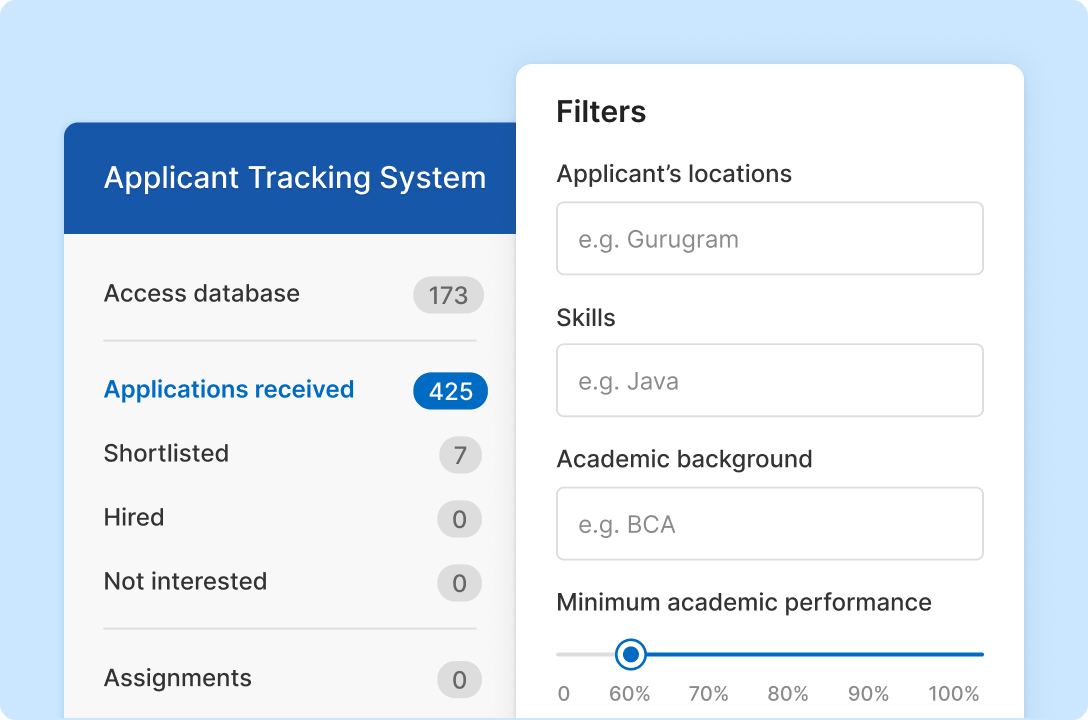 Applicant Tracking System
Access database 173
Applications received 425
Shortlisted 7
Hired 0
Not interested 0
Assignments 0
Filters
Applicant’s locations
e.g. Gurugram
Skills
e.g. Java
Academic background
e.g. BCA
Minimum academic performance
0 60% 70% 80% 90% 100%